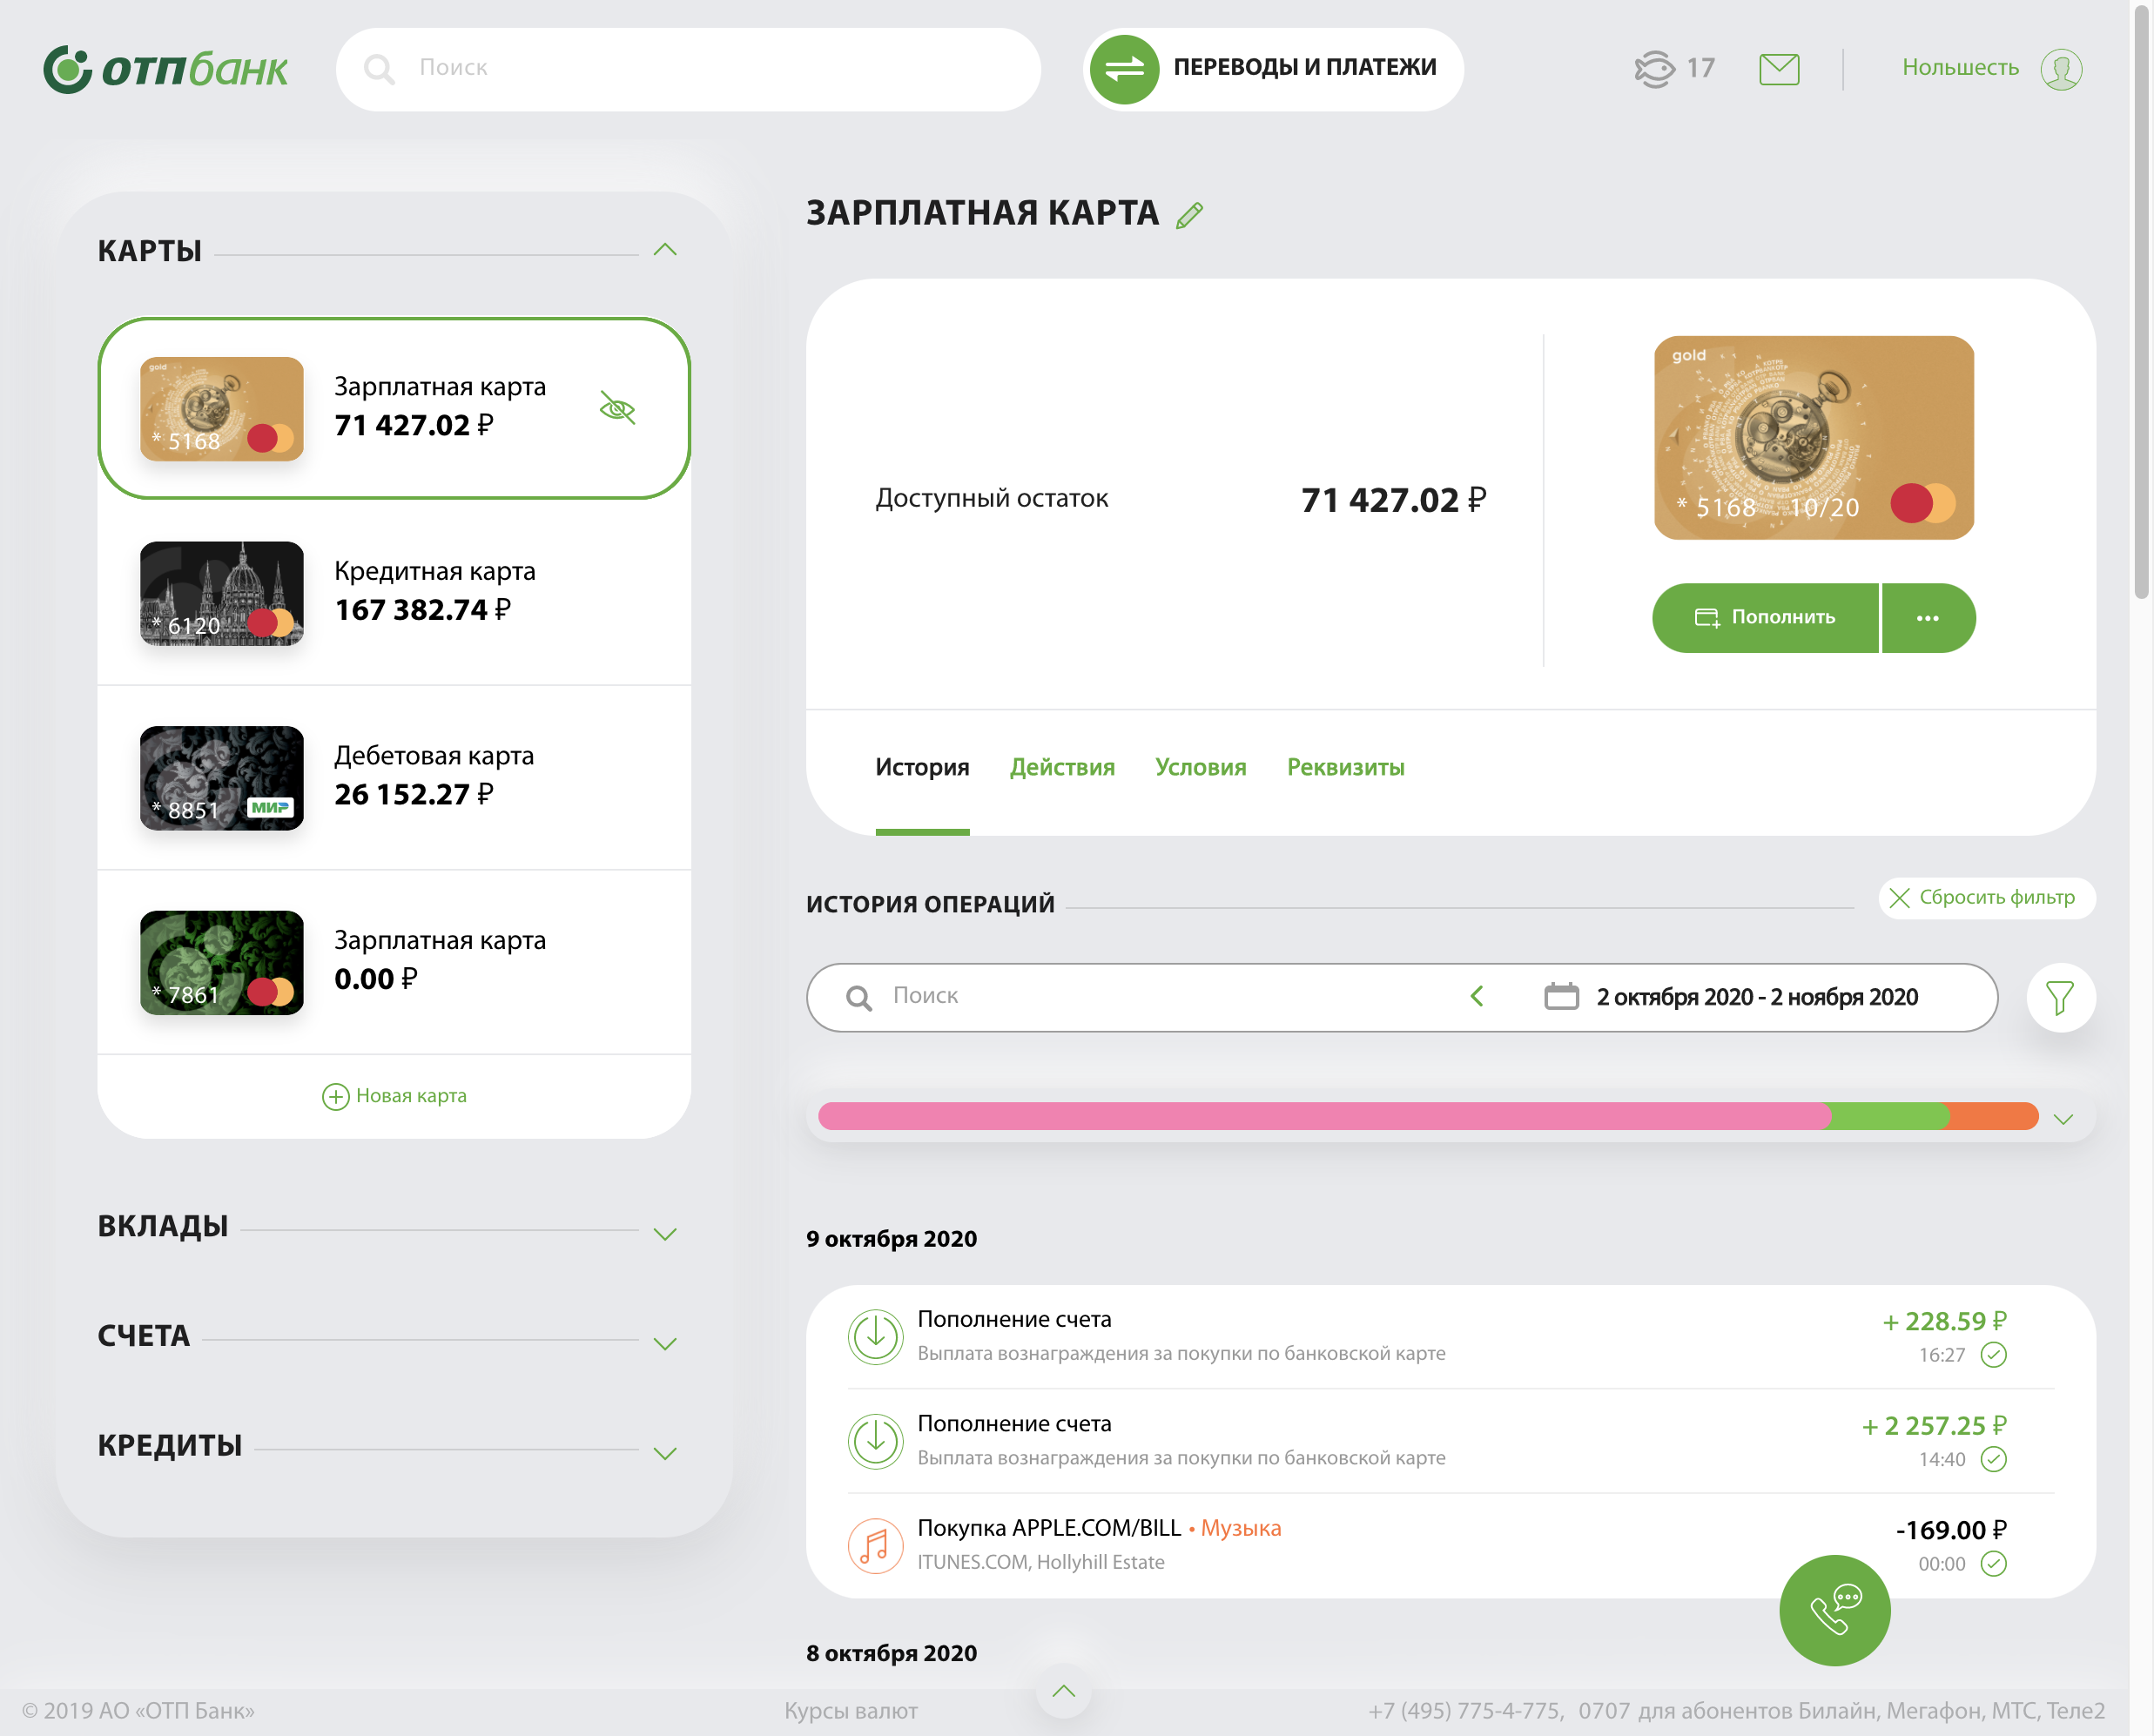 отпбанк
Поиск
ПЕРЕВОДЫ И ПЛАТЕЖИ
17
Нольшесть
КАРТЫ
gold
* 5168
Зарплатная карта
71 427.02 ₽
* 6120
Кредитная карта
167 382.74 ₽
* 8851
МИР
Дебетовая карта
26 152.27 ₽
* 7861
Зарплатная карта
0.00 ₽
Новая карта
ВКЛАДЫ
СЧЕТА
КРЕДИТЫ
ЗАРПЛАТНАЯ КАРТА
Доступный остаток
71 427.02 ₽
gold
* 5168 10/20
Пополнить
История
Действия
Условия
Реквизиты
ИСТОРИЯ ОПЕРАЦИЙ
Сбросить фильтр
Поиск
2 октября 2020 - 2 ноября 2020
9 октября 2020
Пополнение счета
+ 228.59 ₽
Выплата вознаграждения за покупки по банковской карте
16:27
Пополнение счета
+ 2 257.25 ₽
Выплата вознаграждения за покупки по банковской карте
14:40
Покупка APPLE.COM/BILL • Музыка
-169.00 ₽
ITUNES.COM, Hollyhill Estate
00:00
8 октября 2020
© 2019 АО «ОТП Банк»
Курсы валют
+7 (495) 775-4-775, 0707 для абонентов Билайн, Мегафон, МТС, Теле2